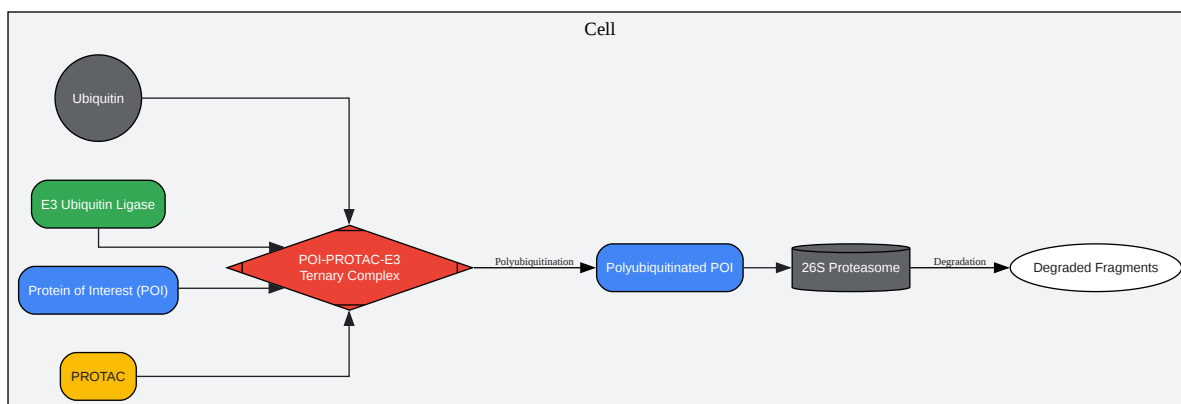 Cell
Ubiquitin
E3 Ubiquitin Ligase
Protein of Interest (POI)
PROTAC
POI-PROTAC-E3
Ternary Complex
Polyubiquitination
Polyubiquitinated POI
26S Proteasome
Degradation
Degraded Fragments